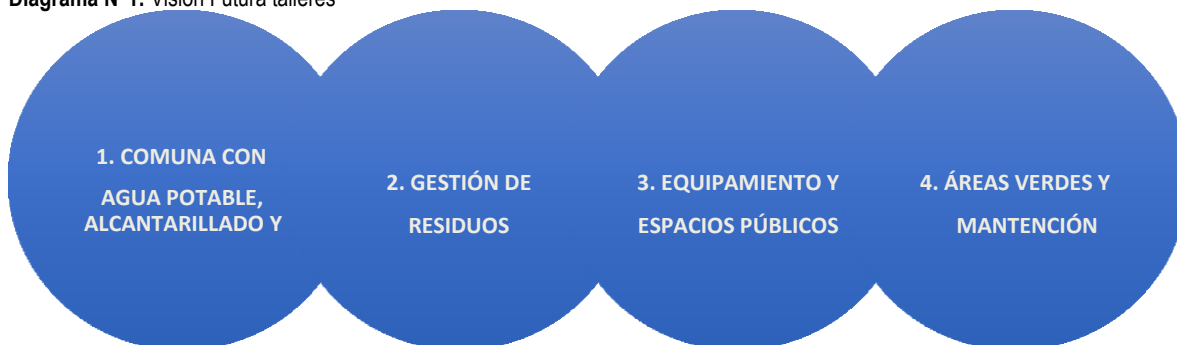 Diagrama N°1. Visión Futura talleres
1. COMUNA CON
AGUA POTABLE,
ALCANTARILLADO Y
2. GESTIÓN DE
RESIDUOS
3. EQUIPAMIENTO Y
ESPACIOS PÚBLICOS
4. ÁREAS VERDES Y
MANTENCIÓN